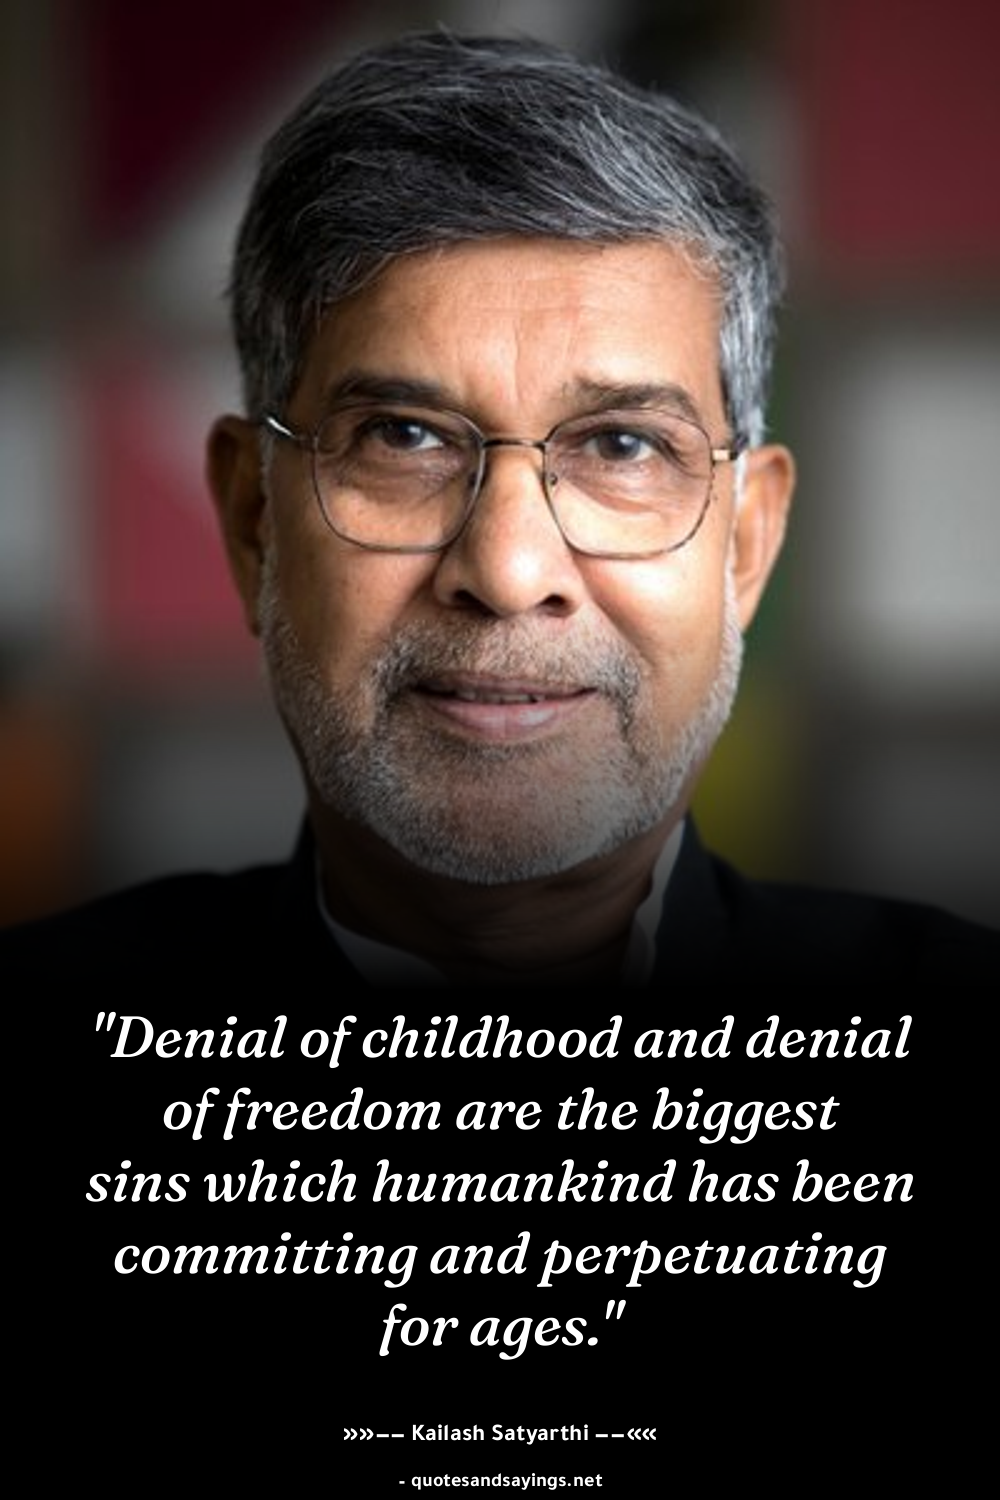 "Denial of childhood and denial
of freedom are the biggest
sins which humankind has been
committing and perpetuating
for ages."
»»–– Kailash Satyarthi ––««
- quotesandsayings.net